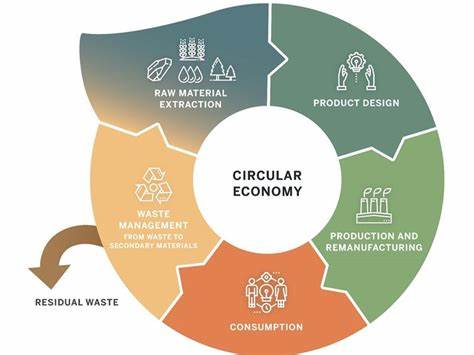 RAW MATERIAL
EXTRACTION
PRODUCT DESIGN
CIRCULAR
ECONOMY
PRODUCTION AND
REMANUFACTURING
CONSUMPTION
WASTE
MANAGEMENT
FROM WASTE TO
SECONDARY MATERIALS
RESIDUAL WASTE